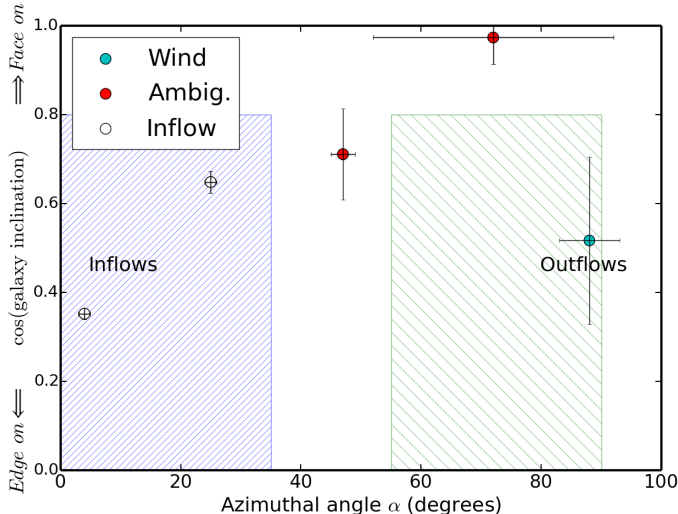 Wind
Ambig.
Inflow
Inflows
Outflows
1.0
0.8
0.6
0.4
0.2
0.0
0 20 40 60 80 100
Azimuthal angle α (degrees)
Edge on ⟸ cos(galaxy inclination) ⟹ Face on